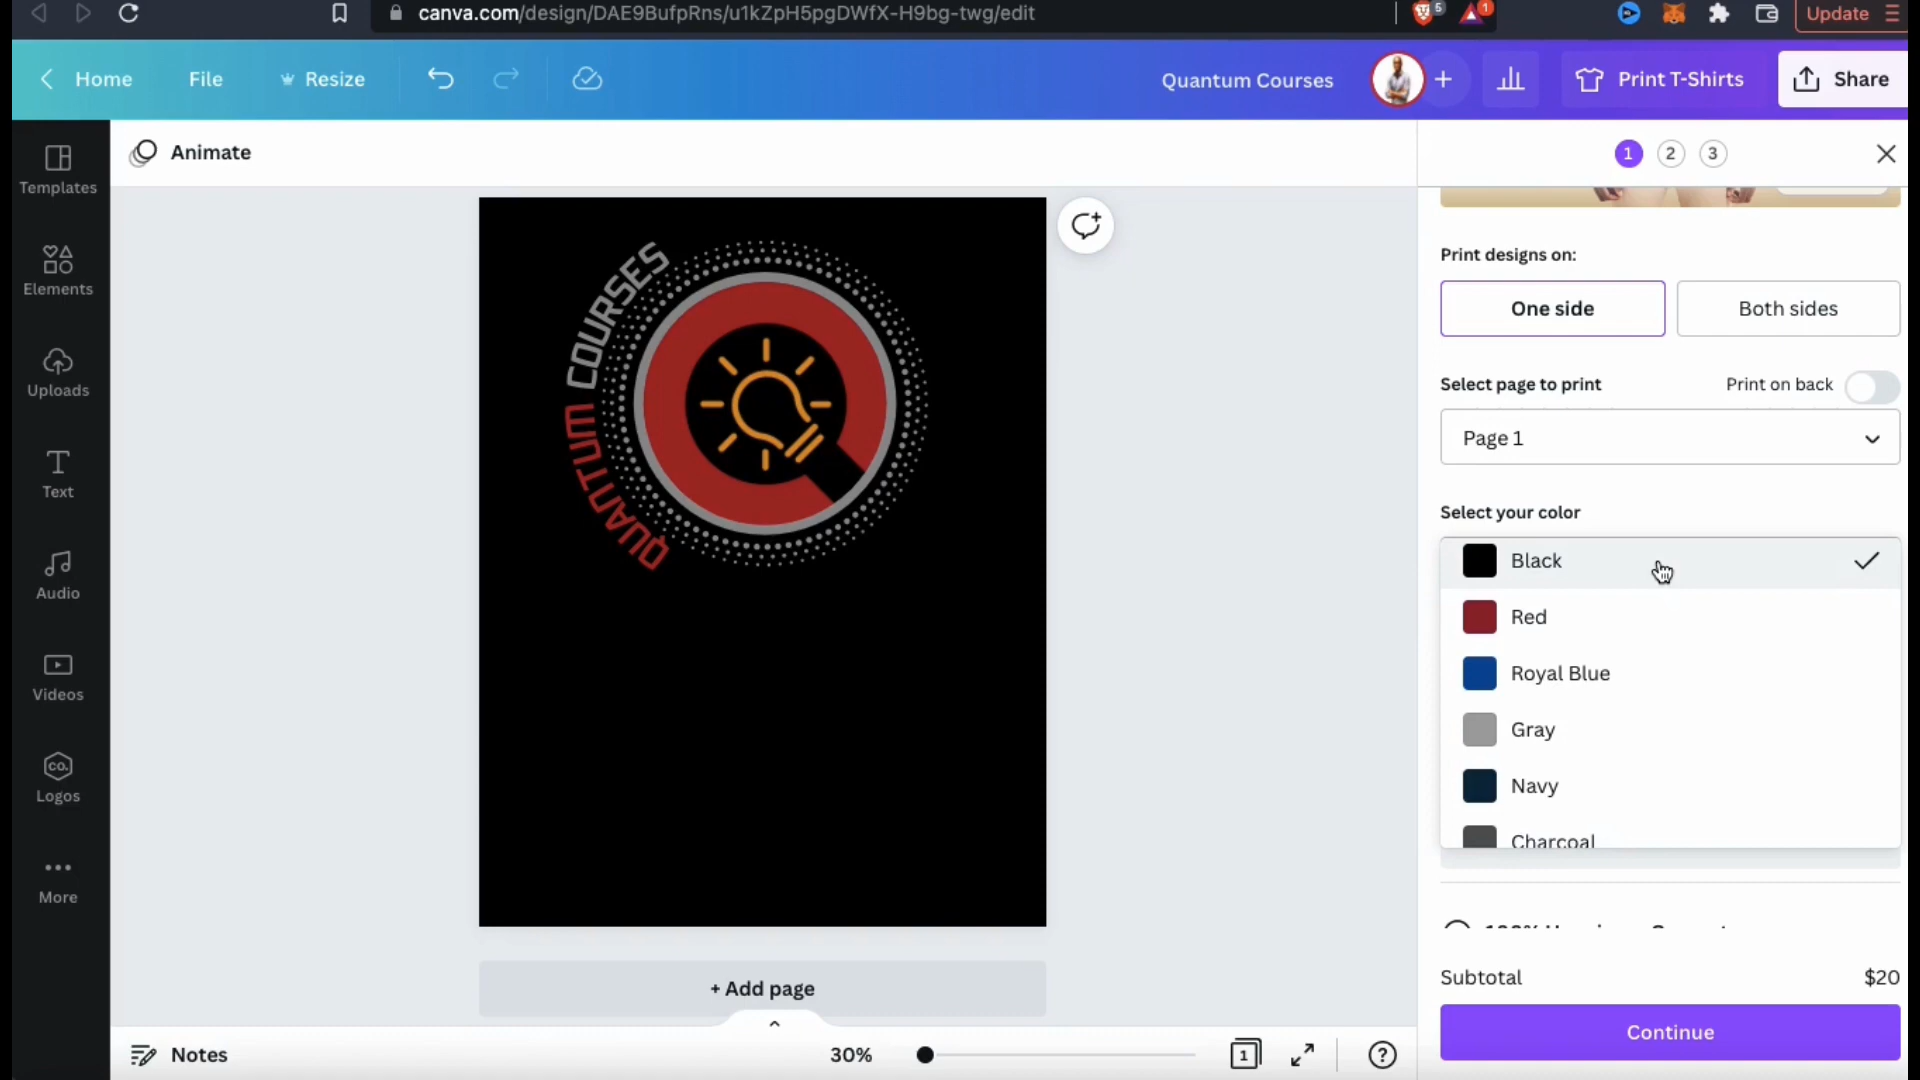 canva.com/design/DAE9BufpRns/u1kZpH5pgDWfX-H9bg-twg/edit
5
1
Update
Home
File
Resize
Quantum Courses
Print T-Shirts
Share
Templates
Elements
Uploads
Text
Audio
Videos
CO.
Logos
More
Animate
QUANTUM COURSES
+ Add page
Notes
30%
1
?
1 2 3
Print designs on:
One side
Both sides
Select page to print
Print on back
Page 1
Select your color
Black
Red
Royal Blue
Gray
Navy
Charcoal
Subtotal
$20
Continue